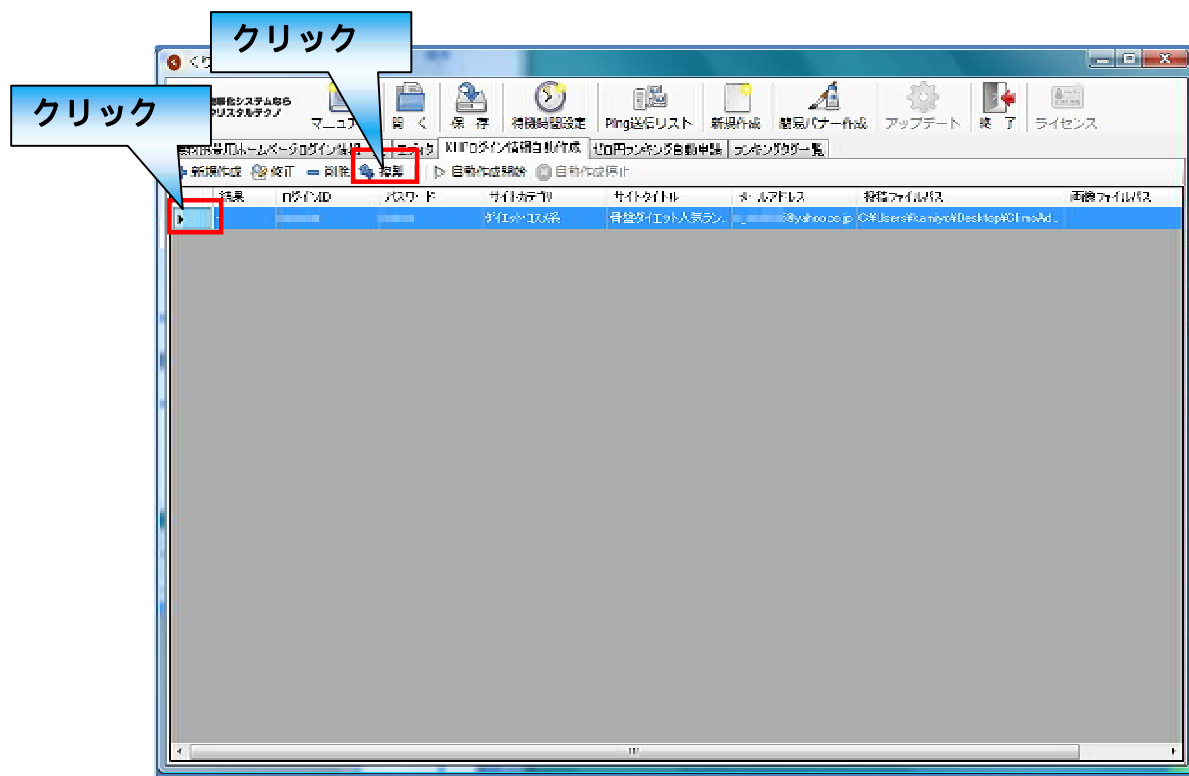 クリック
クリック
マニュア
開 く
保 存
待機時間設定
Ping送信リスト
新規作成
簡易バナー作成
アップデート
終 了
ライセンス
KHPログイン情報自動作成
ゼロ円ランキング自動申請
ランキングタグ一覧
新規作成
修正
削除
複製
自動作成開始
自動作成停止
結果
ログインID
パスワード
サイトカテゴリ
サイトタイトル
メールアドレス
投稿ファイルパス
画像ファイルパス
ダイエット・コスメ系
骨盤ダイエット人気ラン..
@yahoo.co.jp